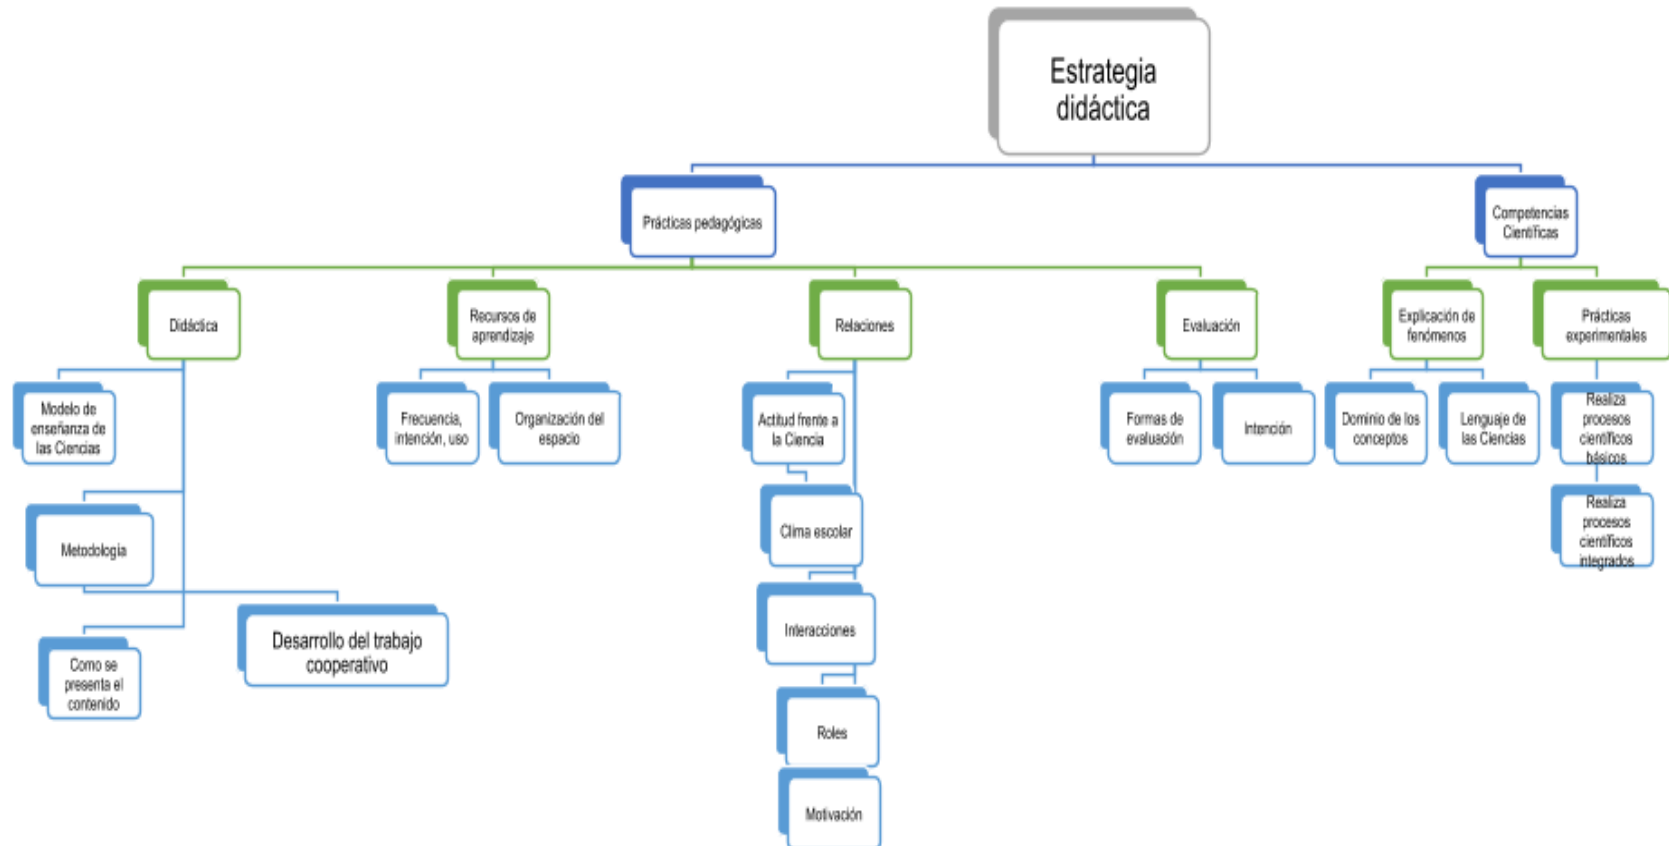 Estrategia
didáctica
Prácticas pedagógicas
Competencias
Científicas
Didáctica
Recursos de
aprendizaje
Relaciones
Evaluación
Explicación de
fenómenos
Prácticas
experimentales
Modelo de
enseñanza de
las Ciencias
Frecuencia,
intención, uso
Organización del
espacio
Actitud frente a
la Ciencia
Formas de
evaluación
Intención
Dominio de los
conceptos
Lenguaje de
las Ciencias
Realiza
procesos
científicos
básicos
Metodología
Clima escolar
Realiza
procesos
científicos
integrados
Desarrollo del trabajo
cooperativo
Interacciones
Como se
presenta el
contenido
Roles
Motivación